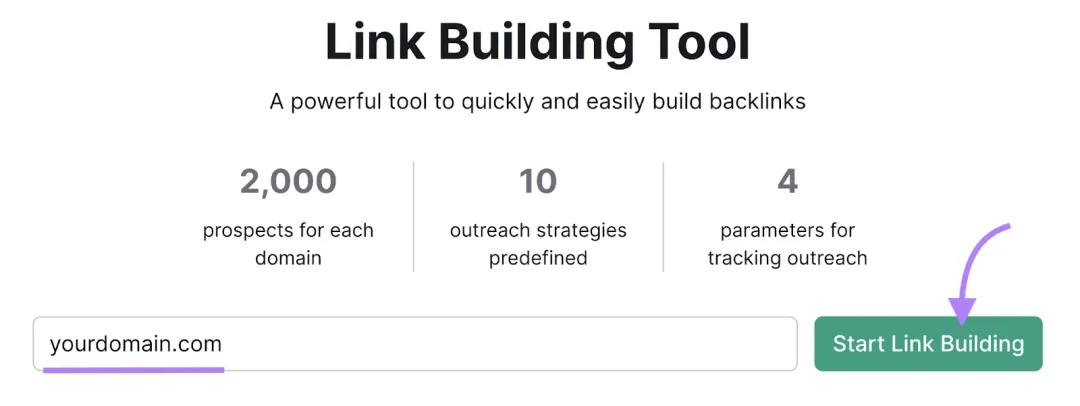 Link Building Tool
A powerful tool to quickly and easily build backlinks
2,000
prospects for each
domain
10
outreach strategies
predefined
4
parameters for
tracking outreach
yourdomain.com
Start Link Building